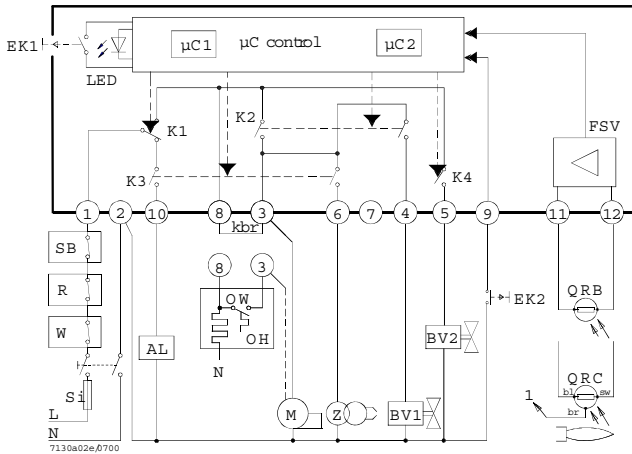 EK1
LED
µC1
µC control
µC2
FSV
K1
K2
K3
K4
1
2
10
8
3
6
7
4
5
9
11
12
kbr
SB
R
W
Si
L
N
7130a02e/0700
AL
8
3
OW
OH
N
M
Z
BV1
BV2
EK2
QRB
QRC
bl
sw
br
1